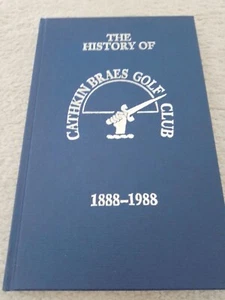 THE
HISTORY OF
CATHKIN BRAES GOLF CLUB
1888-1988